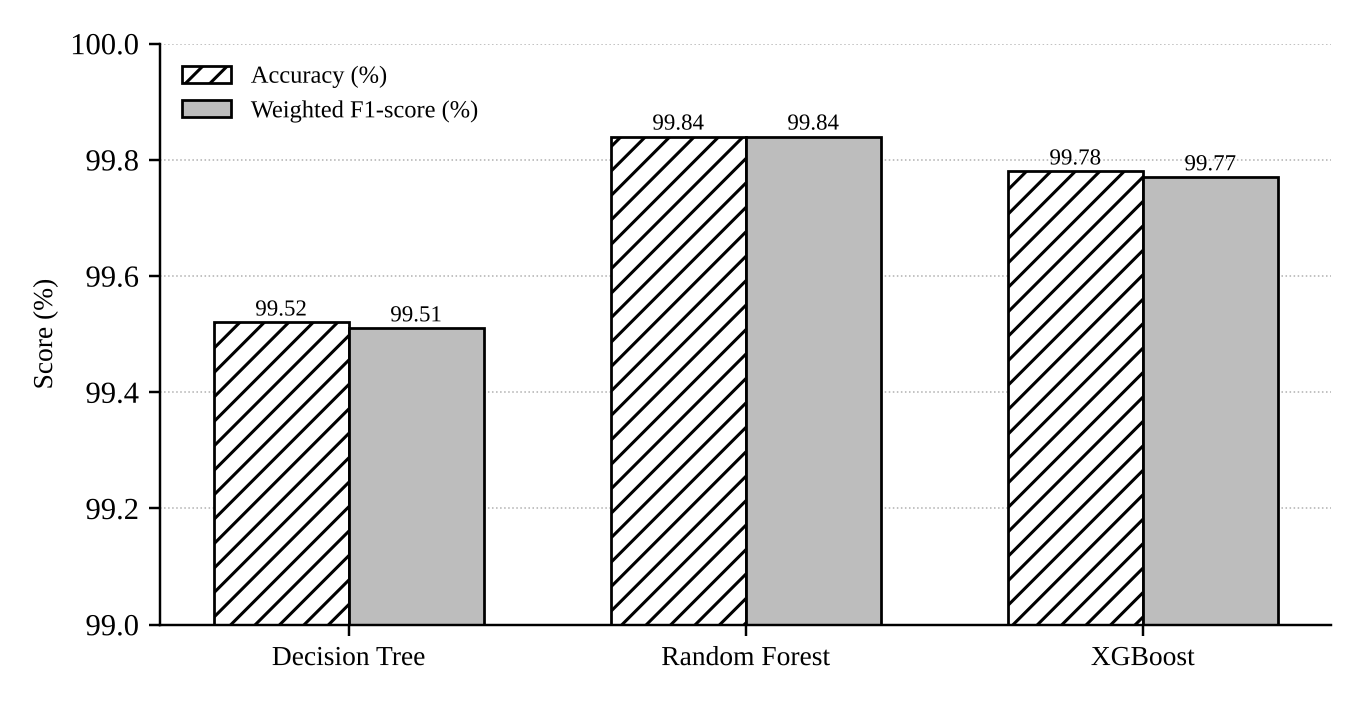 100.0
Accuracy (%)
Weighted F1-score (%)
99.84 99.84
99.8
99.78 99.77
99.6
99.52 99.51
Score (%)
99.4
99.2
99.0
Decision Tree Random Forest XGBoost